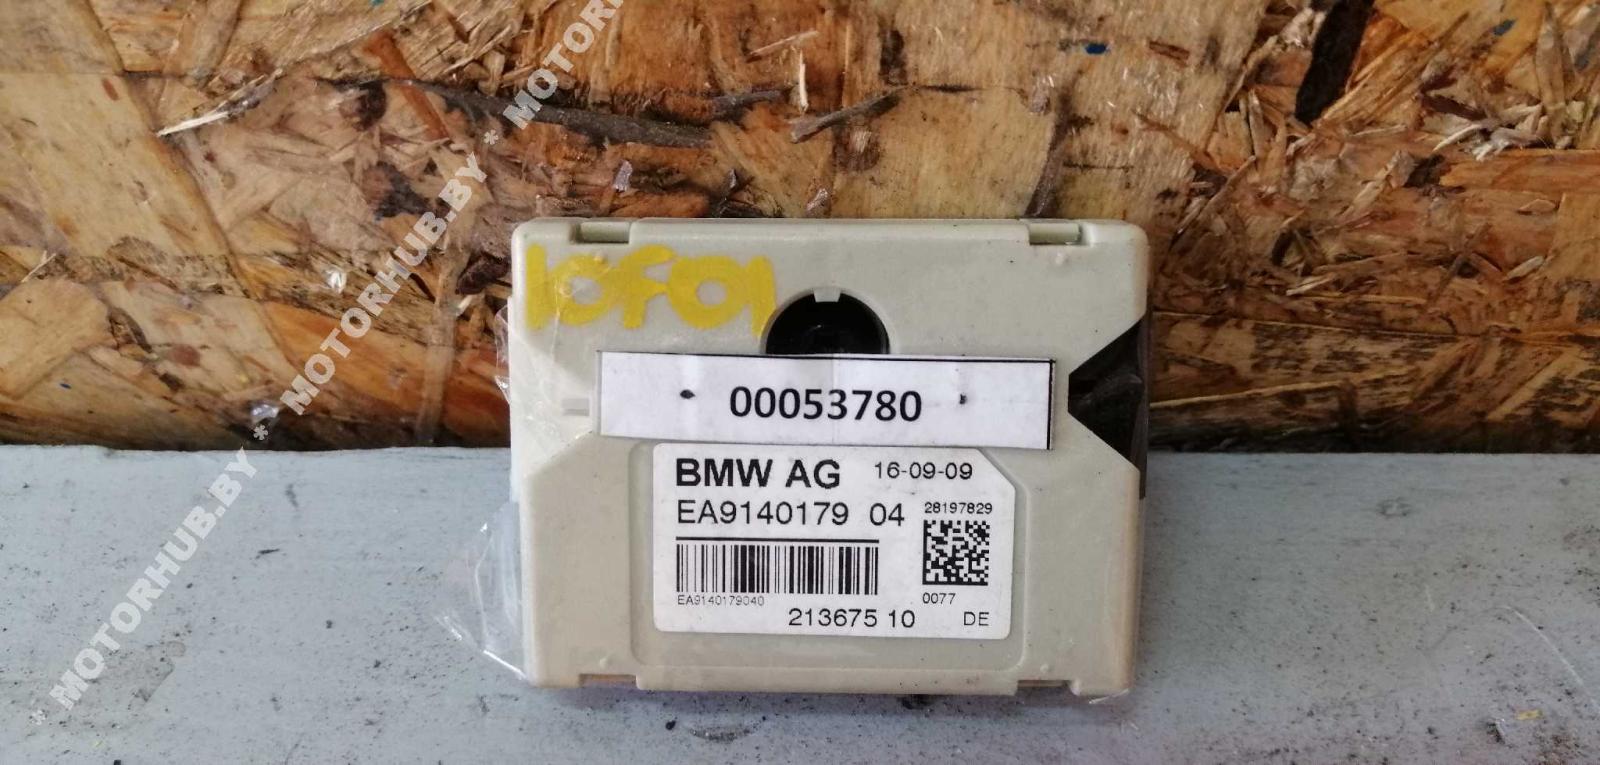 * MOTORHUB.BY * MOTORHUB.BY * MOTORHUB.BY * MOTORH
10F01
00053780
BMW AG 16-09-09
EA9140179 04 28197829
EA9140179040
0077
213675 10 DE